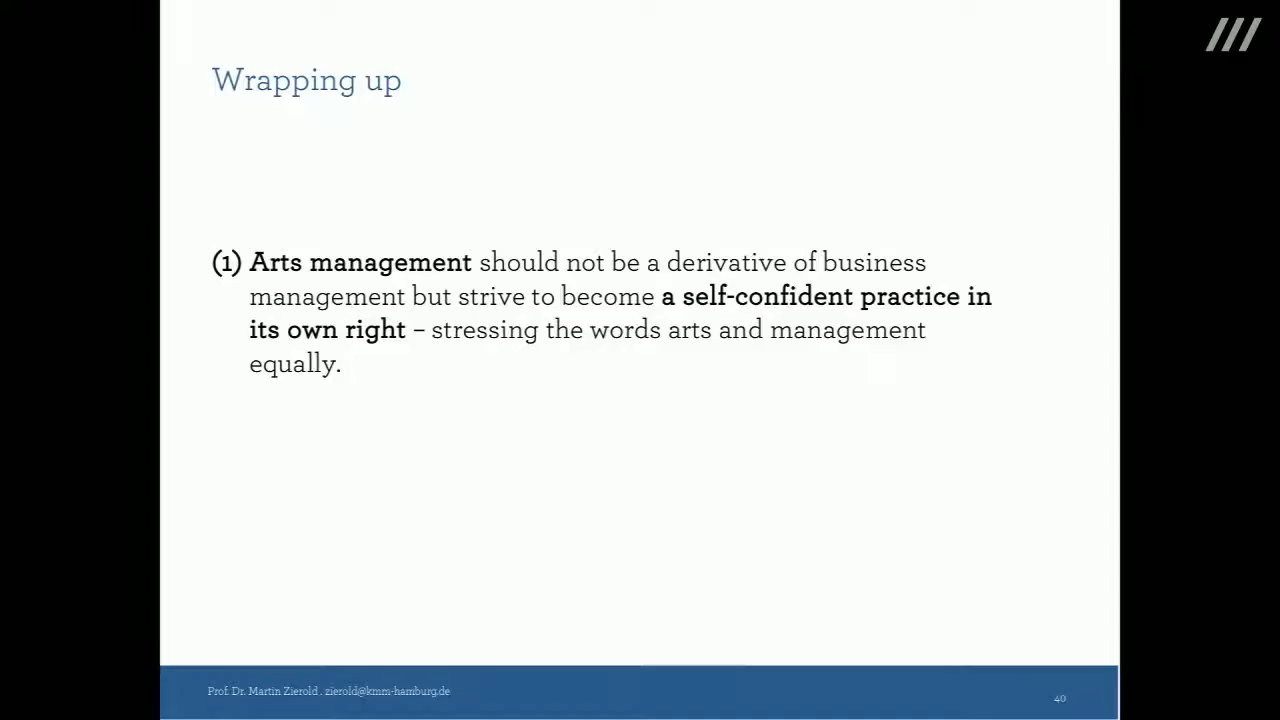 Wrapping up
(1) Arts management should not be a derivative of business
management but strive to become a self-confident practice in
its own right – stressing the words arts and management
equally.
Prof. Dr. Martin Zierold . zierold@kmm-hamburg.de
40